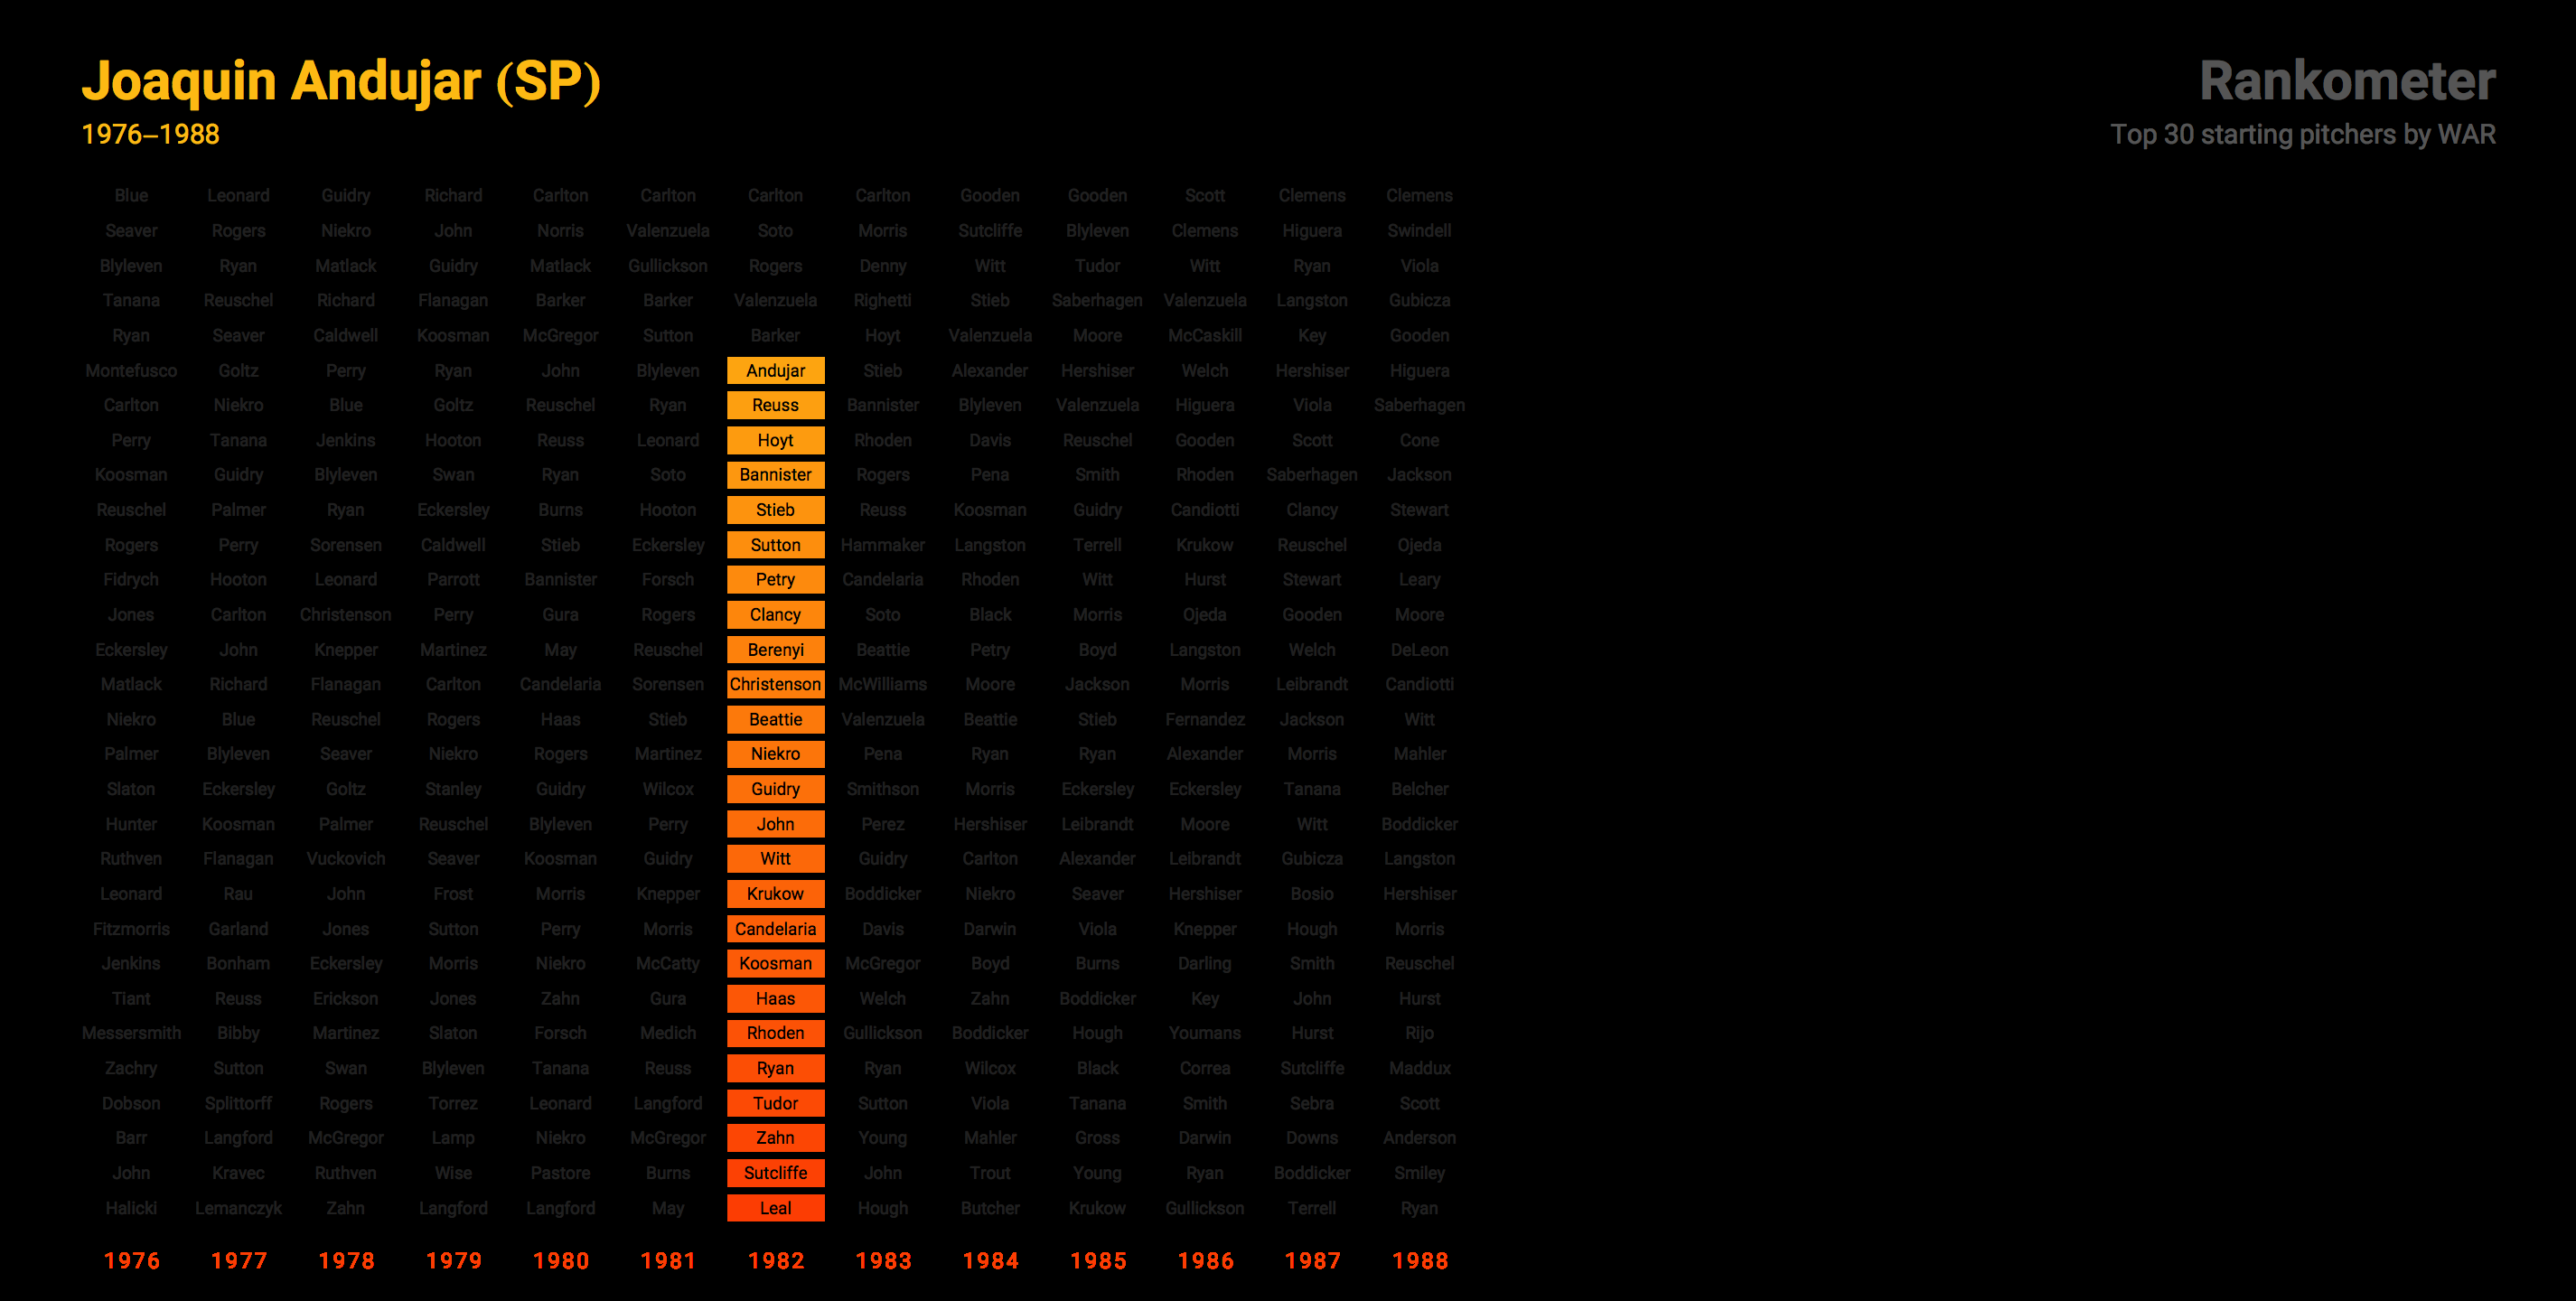 Joaquin Andujar (SP)
Rankometer
1976–1988
Top 30 starting pitchers by WAR
Blue Leonard Guidry Richard Carlton Carlton Carlton Carlton Gooden Gooden Scott Clemens Clemens
Seaver Rogers Niekro John Norris Valenzuela Soto Morris Sutcliffe Blyleven Clemens Higuera Swindell
Blyleven Ryan Matlack Guidry Matlack Gullickson Rogers Denny Witt Tudor Witt Ryan Viola
Tanana Reuschel Richard Flanagan Barker Barker Valenzuela Righetti Stieb Saberhagen Valenzuela Langston Gubicza
Ryan Seaver Caldwell Koosman McGregor Sutton Barker Hoyt Valenzuela Moore McCaskill Key Gooden
Montefusco Goltz Perry Ryan John Blyleven Andujar Stieb Alexander Hershiser Welch Hershiser Higuera
Carlton Niekro Blue Goltz Reuschel Ryan Reuss Bannister Blyleven Valenzuela Higuera Viola Saberhagen
Perry Tanana Jenkins Hooton Reuss Leonard Hoyt Rhoden Davis Reuschel Gooden Scott Cone
Koosman Guidry Blyleven Swan Ryan Soto Bannister Rogers Pena Smith Rhoden Saberhagen Jackson
Reuschel Palmer Ryan Eckersley Burns Hooton Stieb Reuss Koosman Guidry Candiotti Clancy Stewart
Rogers Perry Sorensen Caldwell Stieb Eckersley Sutton Hammaker Langston Terrell Krukow Reuschel Ojeda
Fidrych Hooton Leonard Parrott Bannister Forsch Petry Candelaria Rhoden Witt Hurst Stewart Leary
Jones Carlton Christenson Perry Gura Rogers Clancy Soto Black Morris Ojeda Gooden Moore
Eckersley John Knepper Martinez May Reuschel Berenyi Beattie Petry Boyd Langston Welch DeLeon
Matlack Richard Flanagan Carlton Candelaria Sorensen Christenson McWilliams Moore Jackson Morris Leibrandt Candiotti
Niekro Blue Reuschel Rogers Haas Stieb Beattie Valenzuela Beattie Stieb Fernandez Jackson Witt
Palmer Blyleven Seaver Niekro Rogers Martinez Niekro Pena Ryan Ryan Alexander Morris Mahler
Slaton Eckersley Goltz Stanley Guidry Wilcox Guidry Smithson Morris Eckersley Eckersley Tanana Belcher
Hunter Koosman Palmer Reuschel Blyleven Perry John Perez Hershiser Leibrandt Moore Witt Boddicker
Ruthven Flanagan Vuckovich Seaver Koosman Guidry Witt Guidry Carlton Alexander Leibrandt Gubicza Langston
Leonard Rau John Frost Morris Knepper Krukow Boddicker Niekro Seaver Hershiser Bosio Hershiser
Fitzmorris Garland Jones Sutton Perry Morris Candelaria Davis Darwin Viola Knepper Hough Morris
Jenkins Bonham Eckersley Morris Niekro McCatty Koosman McGregor Boyd Burns Darling Smith Reuschel
Tiant Reuss Erickson Jones Zahn Gura Haas Welch Zahn Boddicker Key John Hurst
Messersmith Bibby Martinez Slaton Forsch Medich Rhoden Gullickson Boddicker Hough Youmans Hurst Rijo
Zachry Sutton Swan Blyleven Tanana Reuss Ryan Ryan Wilcox Black Correa Sutcliffe Maddux
Dobson Splittorff Rogers Torrez Leonard Langford Tudor Sutton Viola Tanana Smith Sebra Scott
Barr Langford McGregor Lamp Niekro McGregor Zahn Young Mahler Gross Darwin Downs Anderson
John Kravec Ruthven Wise Pastore Burns Sutcliffe John Trout Young Ryan Boddicker Smiley
Halicki Lemanczyk Zahn Langford Langford May Leal Hough Butcher Krukow Gullickson Terrell Ryan
1976 1977 1978 1979 1980 1981 1982 1983 1984 1985 1986 1987 1988